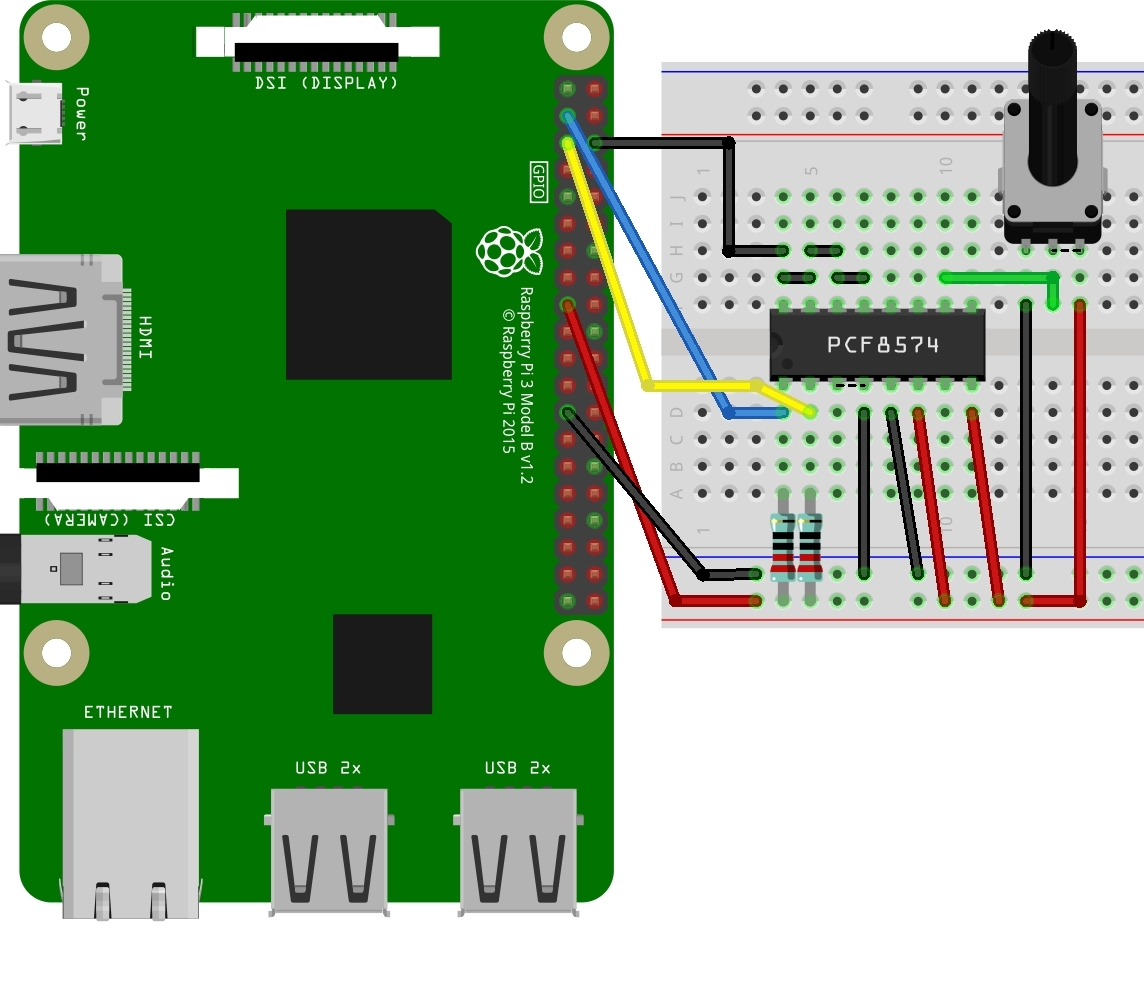 DSI (DISPLAY)
Power
GPIO
HDMI
Raspberry Pi 3 Model B v1.2
© Raspberry Pi 2015
CSI (CAMERA)
Audio
ETHERNET
USB 2x
USB 2x
1
5
10
J
I
H
G
PCF8574
D
C
B
A
1
10